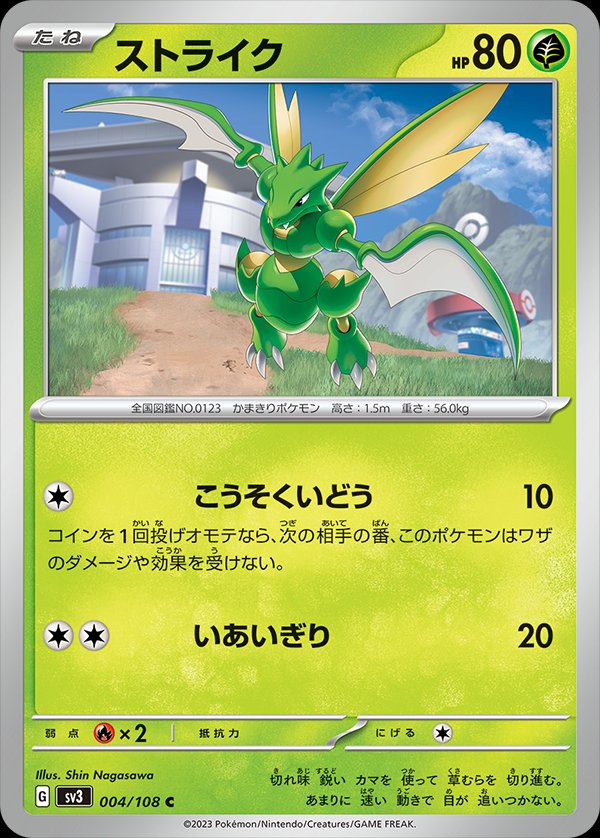 たね ストライク HP80
全国図鑑NO.0123 かまきりポケモン 高さ:1.5m 重さ:56.0kg
こうそくいどう 10
コインを1回投げオモテなら、次の相手の番、このポケモンはワザ
のダメージや効果を受けない。
いあいぎり 20
弱点 ×2 抵抗力 にげる
Illus. Shin Nagasawa
G sv3 004/108 C
切れ味 鋭い カマを 使って 草むらを 切り進む。
あまりに 速い 動きで 目が 追いつかない。
©2023 Pokémon/Nintendo/Creatures/GAME FREAK.